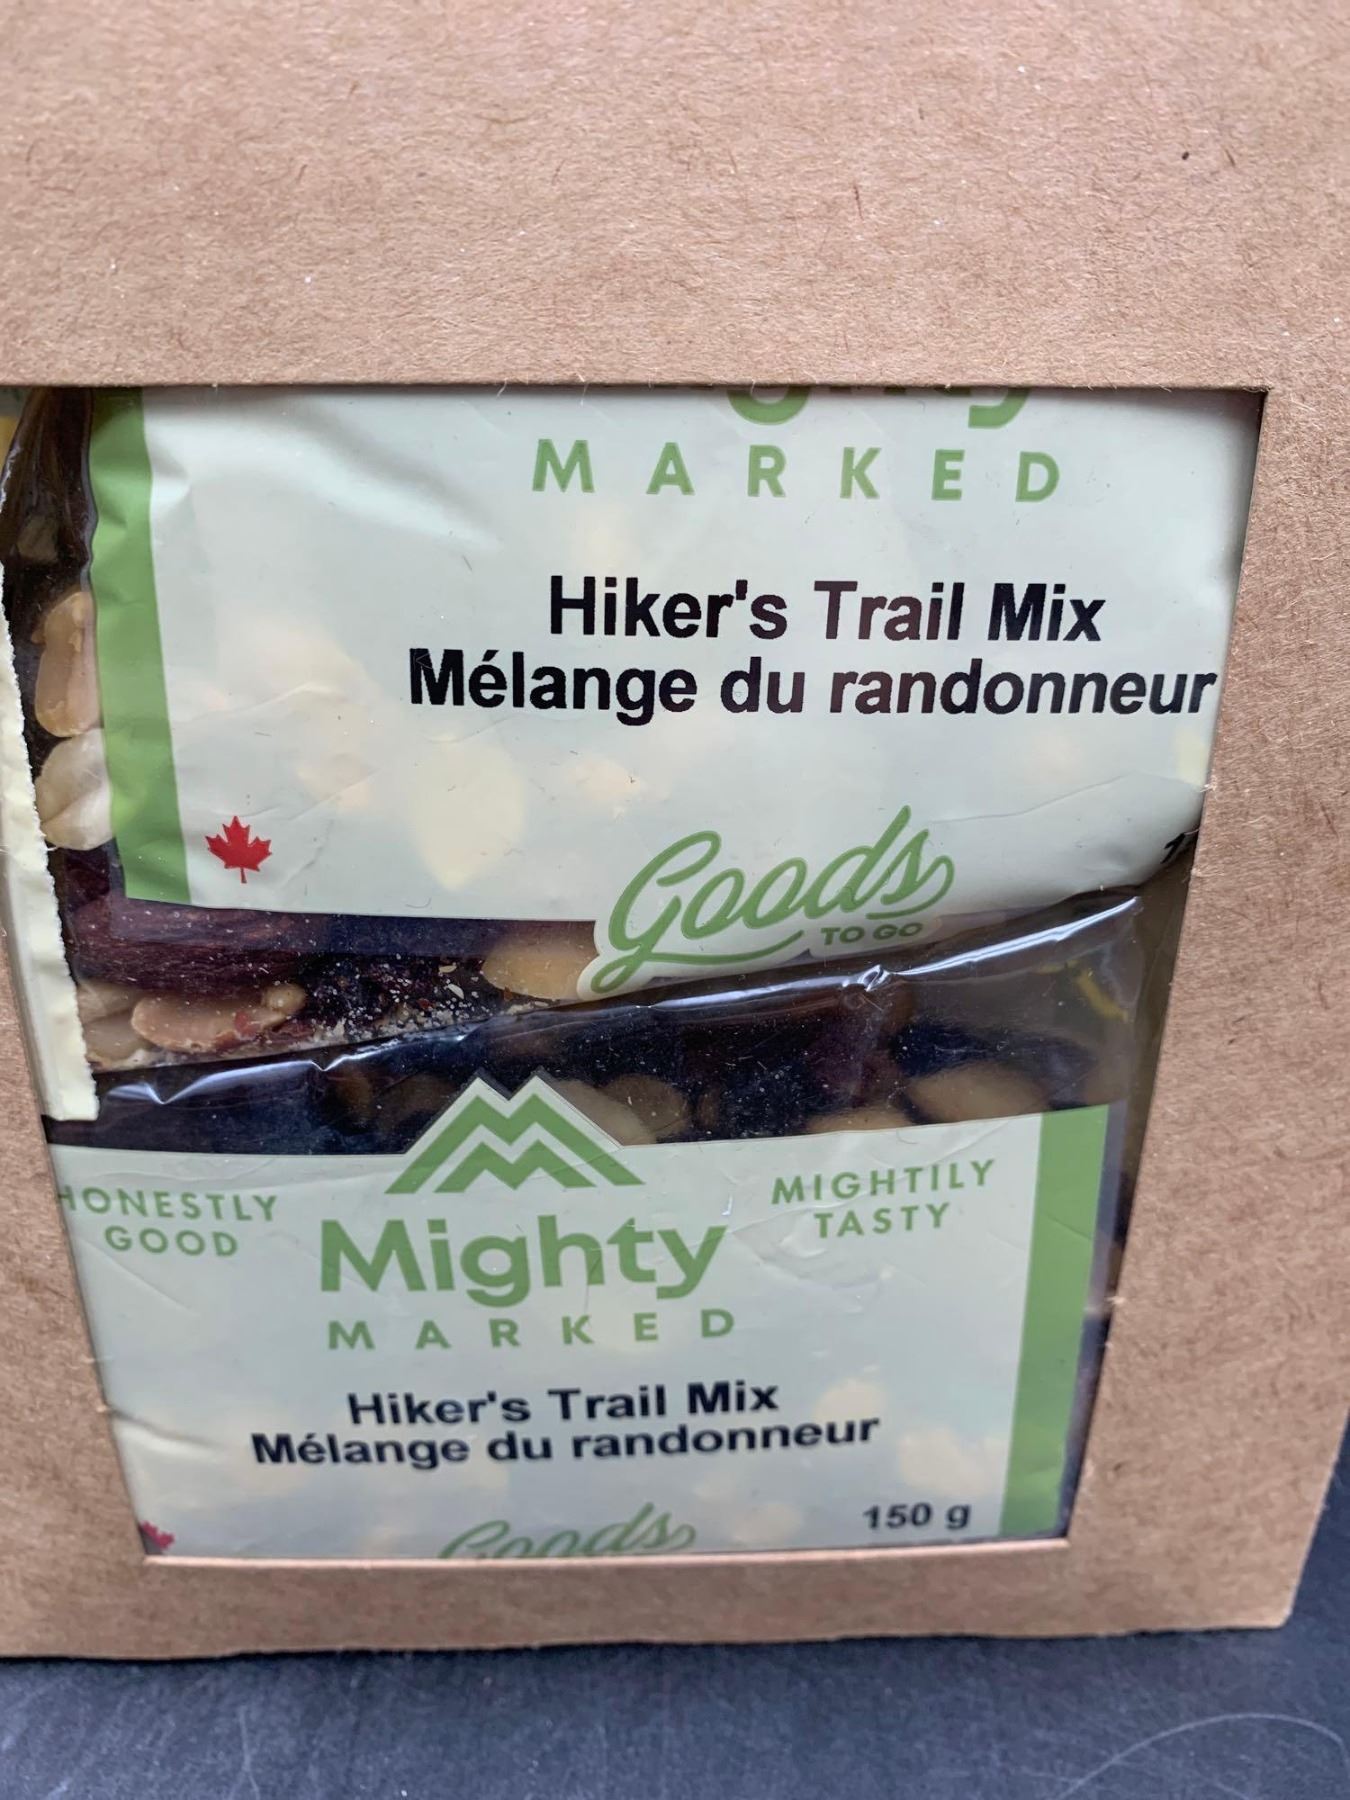 MARKED
Hiker's Trail Mix
Mélange du randonneur
Goods
TO GO
HONESTLY
GOOD
MIGHTILY
TASTY
Mighty
MARKED
Hiker's Trail Mix
Mélange du randonneur
150 g
Goods